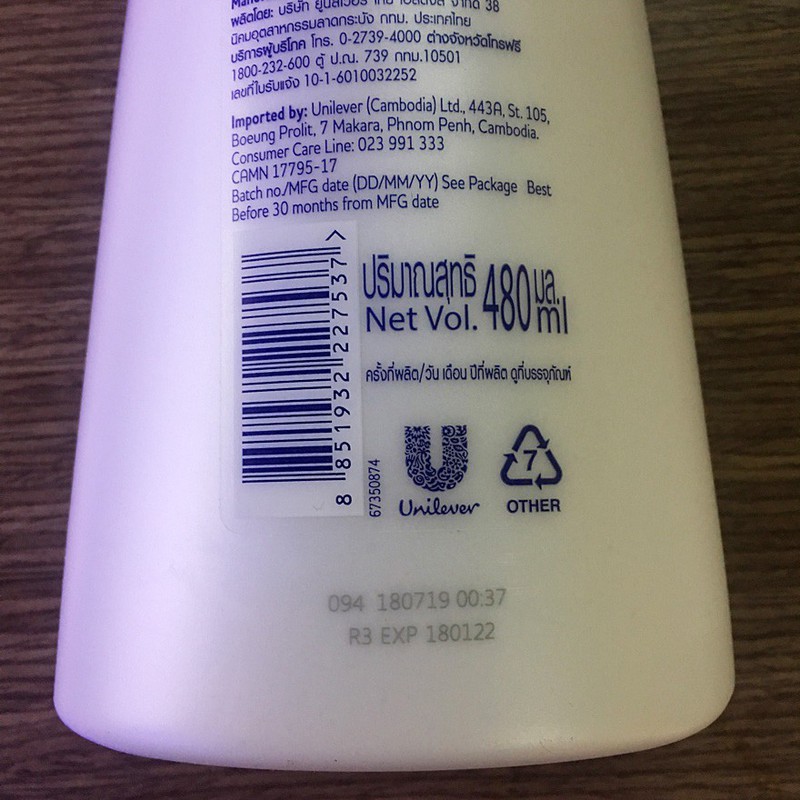 ผลิตโดย: บริษัท ยูนิลีเวอร์ ไทย จำกัด 38
นิคมอุตสาหกรรมลาดกระบัง กทม. ประเทศไทย
บริการผู้บริโภค โทร. 0-2739-4000 ต่างจังหวัดโทรฟรี
1800-232-600 ตู้ ป.ณ. 739 กทม.10501
เลขที่ใบรับแจ้ง 10-1-6010032252
Imported by: Unilever (Cambodia) Ltd., 443A, St. 105,
Boeung Prolit, 7 Makara, Phnom Penh, Cambodia.
Consumer Care Line: 023 991 333
CAMN 17795-17
Batch no./MFG date (DD/MM/YY) See Package Best
Before 30 months from MFG date
8 851932 227537 >
ปริมาณสุทธิ 480 มล.
Net Vol. ml
ครั้งที่ผลิต/วัน เดือน ปีที่ผลิต ดูที่บรรจุภัณฑ์
67350874
Unilever
7
OTHER
094 180719 00:37
R3 EXP 180122